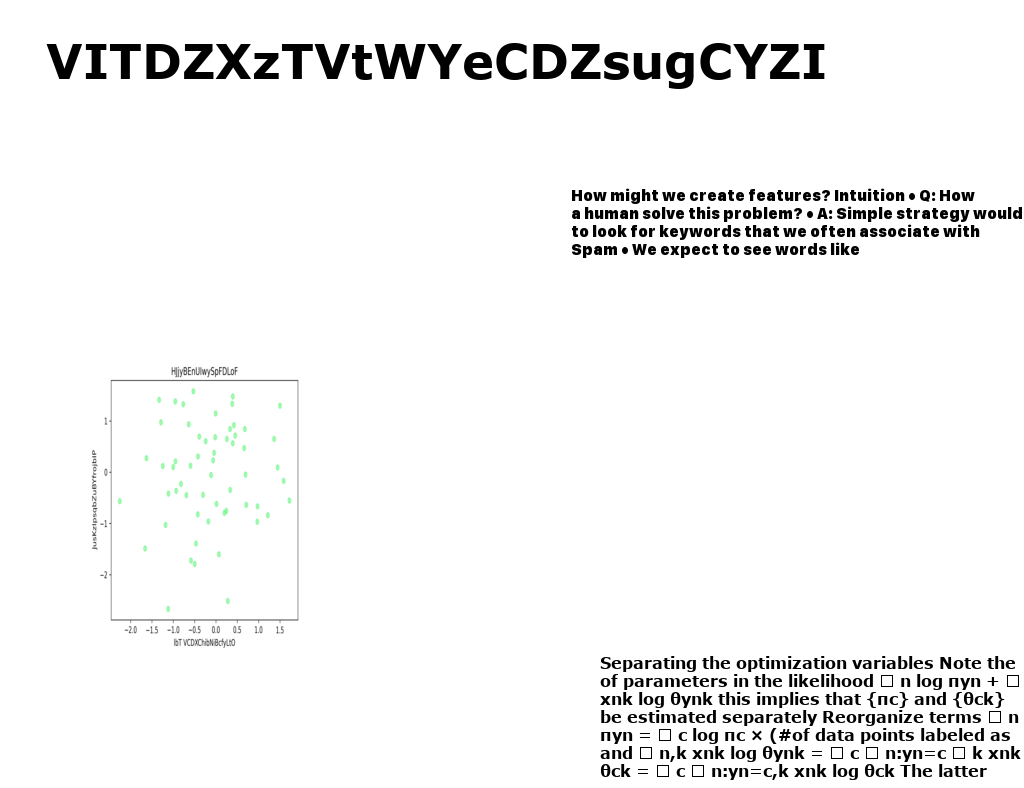 VITDZXzTVtWYeCDZsugCYZI
How might we create features? Intuition • Q: How
a human solve this problem? • A: Simple strategy would
to look for keywords that we often associate with
Spam • We expect to see words like
1
0
−1
−2
−2.0 −1.5 −1.0 −0.5 0.0 0.5 1.0 1.5
Separating the optimization variables Note the
of parameters in the likelihood □ n log πyn + □
xnk log θynk this implies that {πc} and {θck}
be estimated separately Reorganize terms □ n
πyn = □ c log πc × (#of data points labeled as
and □ n,k xnk log θynk = □ c □ n:yn=c □ k xnk
θck = □ c □ n:yn=c,k xnk log θck The latter